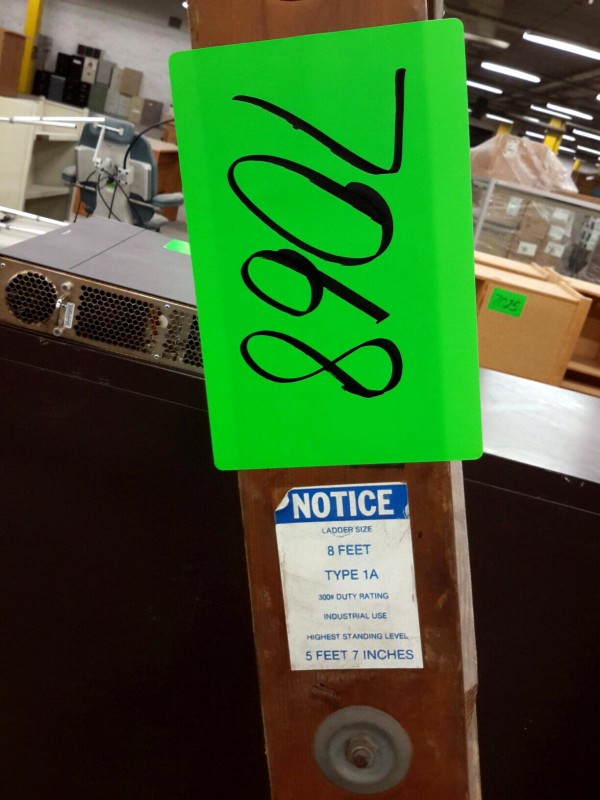 7068
NOTICE
LADDER SIZE
8 FEET
TYPE 1A
300# DUTY RATING
INDUSTRIAL USE
HIGHEST STANDING LEVEL
5 FEET 7 INCHES
7025